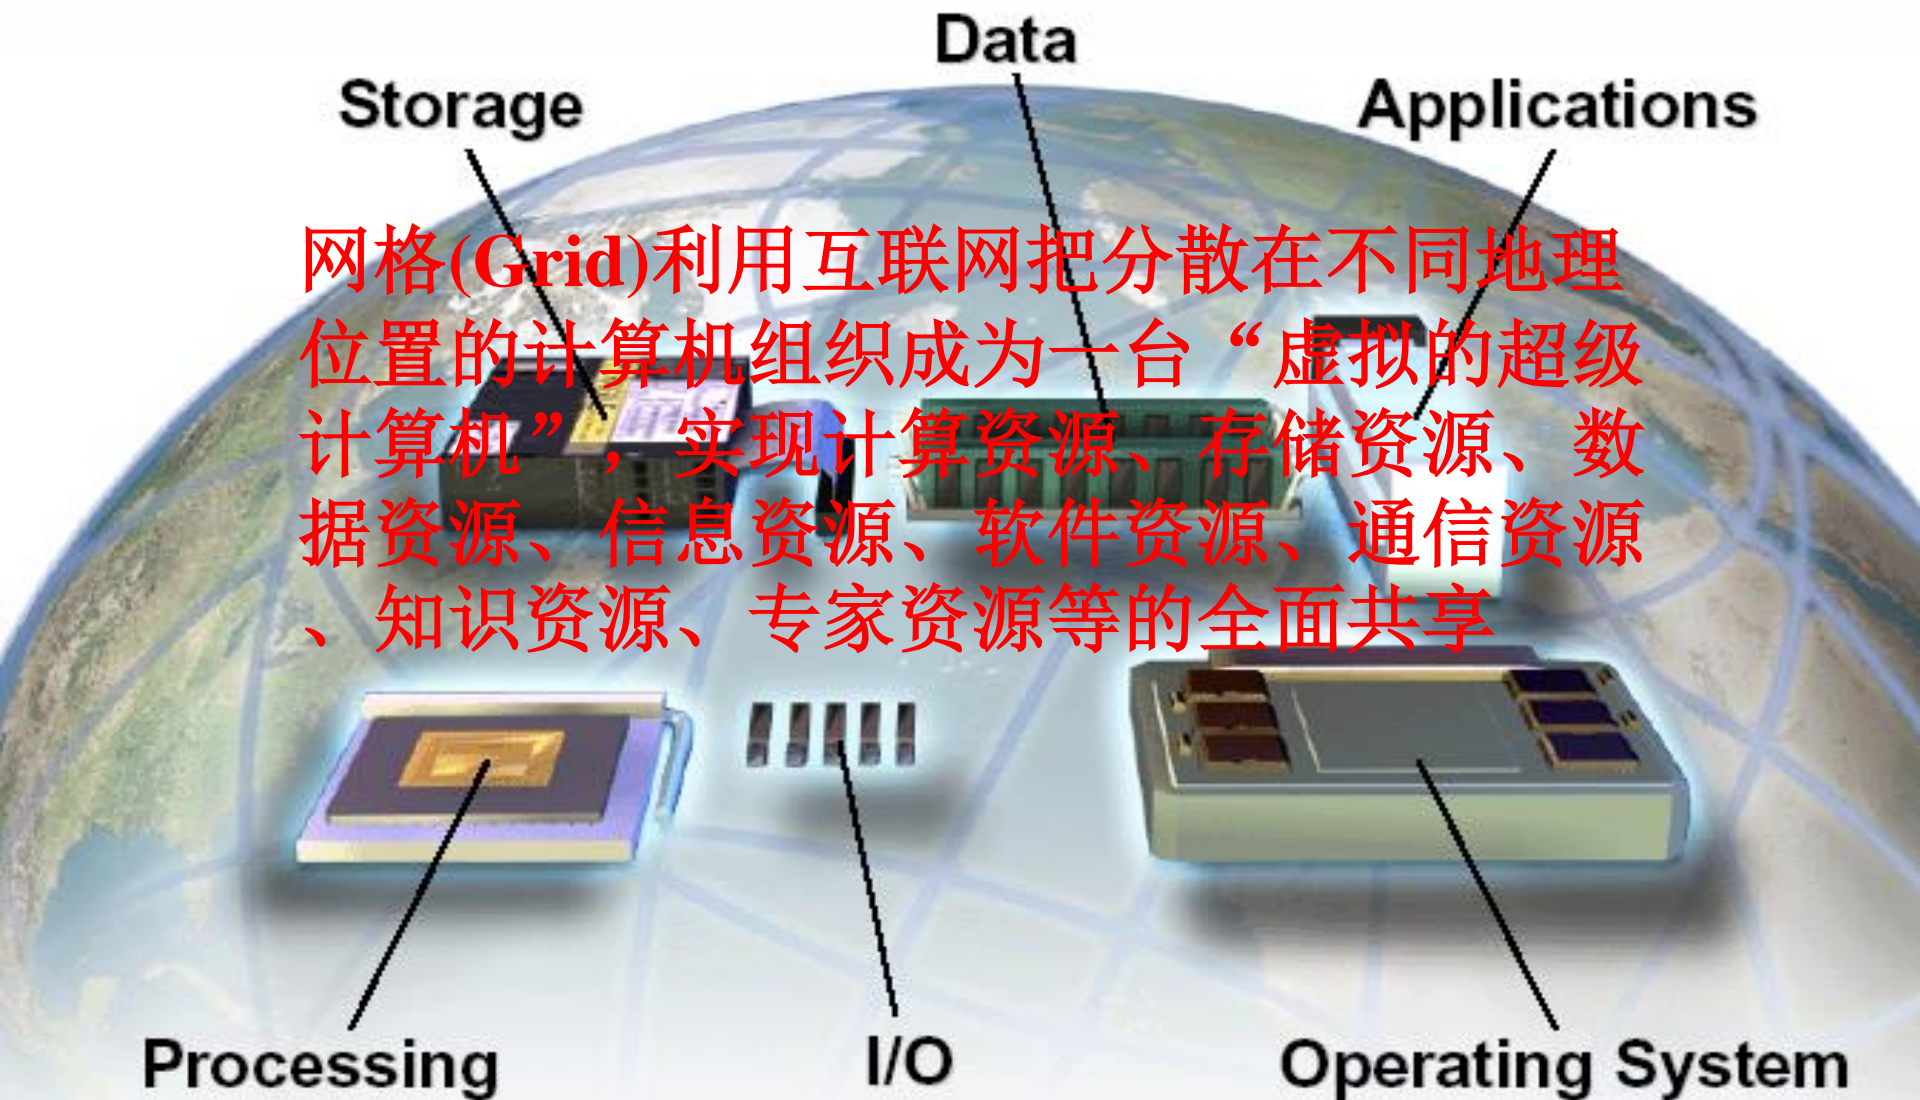 Data
Storage
Applications
网格(Grid)利用互联网把分散在不同地理
位置的计算机组织成为一台“虚拟的超级
计算机”，实现计算资源、存储资源、数
据资源、信息资源、软件资源、通信资源
、知识资源、专家资源等的全面共享
Processing
I/O
Operating System